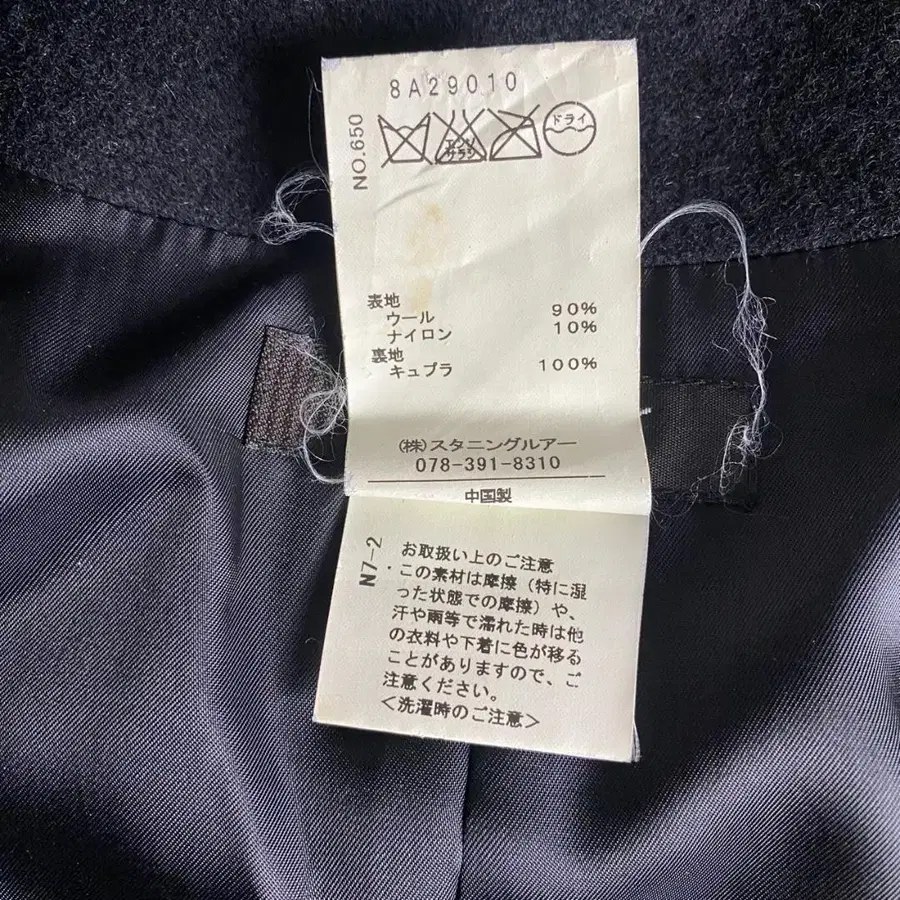 8A29010
NO.650
エンソ
サラシ
ドライ
表地
ウール 90%
ナイロン 10%
裏地
キュプラ 100%
(株)スタニングルアー
078-391-8310
中国製
N7-2
お取扱い上のご注意
・この素材は摩擦(特に湿
った状態での摩擦)や、
汗や雨等で濡れた時は他
の衣料や下着に色が移る
ことがありますので、ご
注意ください。
<洗濯時のご注意>